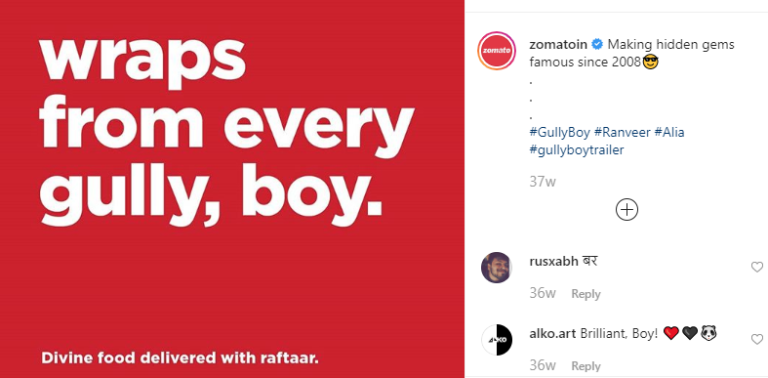 wraps
from every
gully, boy.
Divine food delivered with raftaar.
zomato
zomatoin Making hidden gems
famous since 2008😎
.
.
.
#GullyBoy #Ranveer #Alia
#gullyboytrailer
37w
rusxabh बर
36w Reply
ALKO
alko.art Brilliant, Boy! ❤️🖤🐼
36w Reply